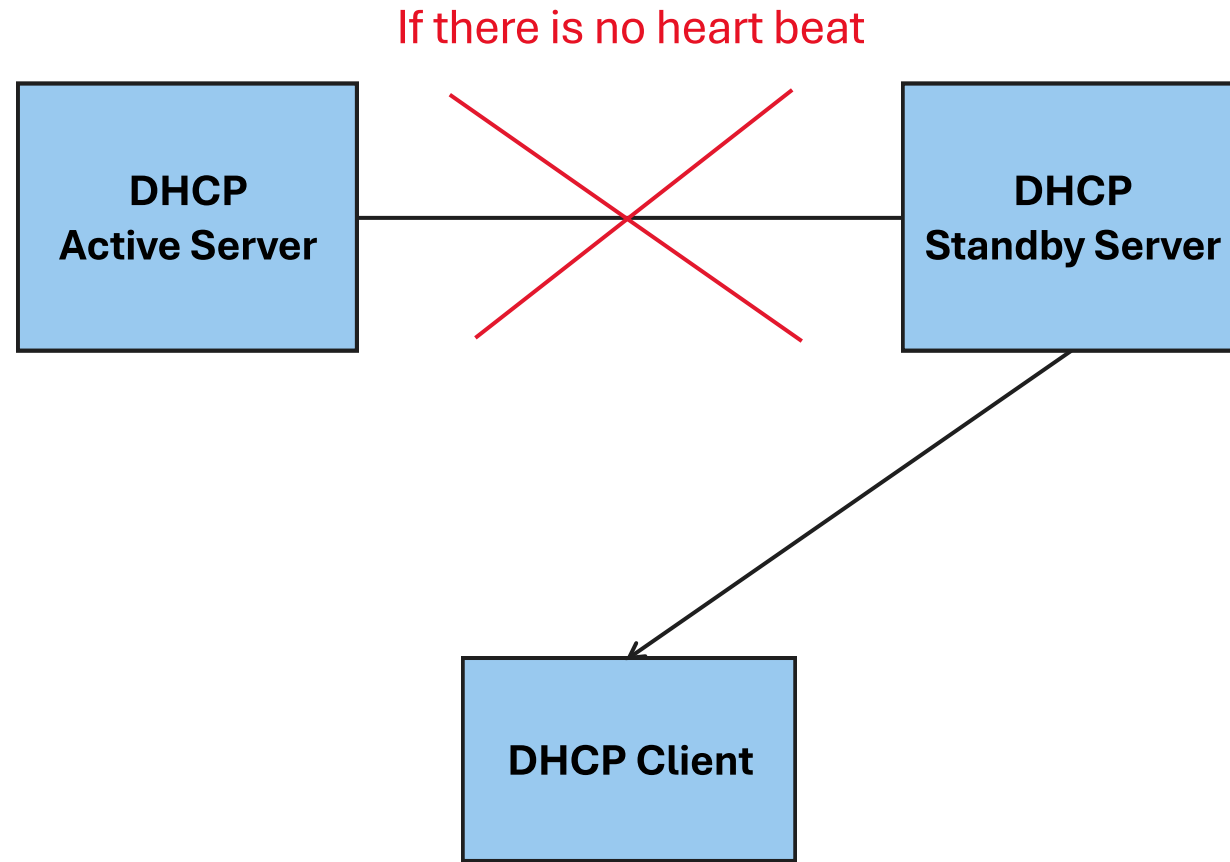 If there is no heart beat
DHCP
Active Server
DHCP
Standby Server
DHCP Client